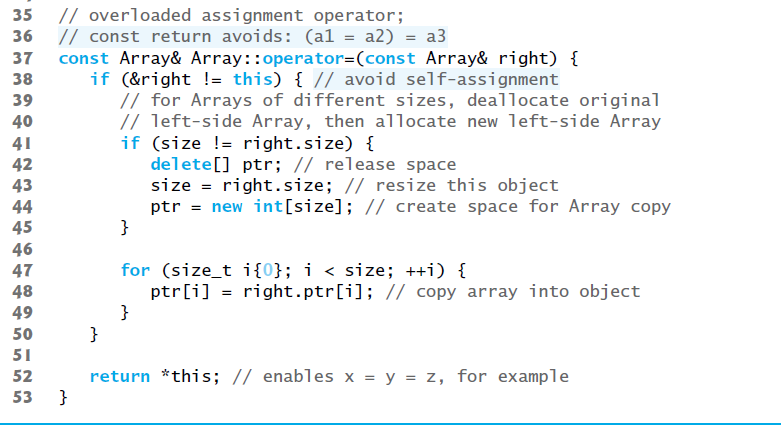 35 // overloaded assignment operator;
36 // const return avoids: (a1 = a2) = a3
37 const Array& Array::operator=(const Array& right) {
38 if (&right != this) { // avoid self-assignment
39 // for Arrays of different sizes, deallocate original
40 // left-side Array, then allocate new left-side Array
41 if (size != right.size) {
42 delete[] ptr; // release space
43 size = right.size; // resize this object
44 ptr = new int[size]; // create space for Array copy
45 }
46
47 for (size_t i{0}; i < size; ++i) {
48 ptr[i] = right.ptr[i]; // copy array into object
49 }
50 }
51
52 return *this; // enables x = y = z, for example
53 }